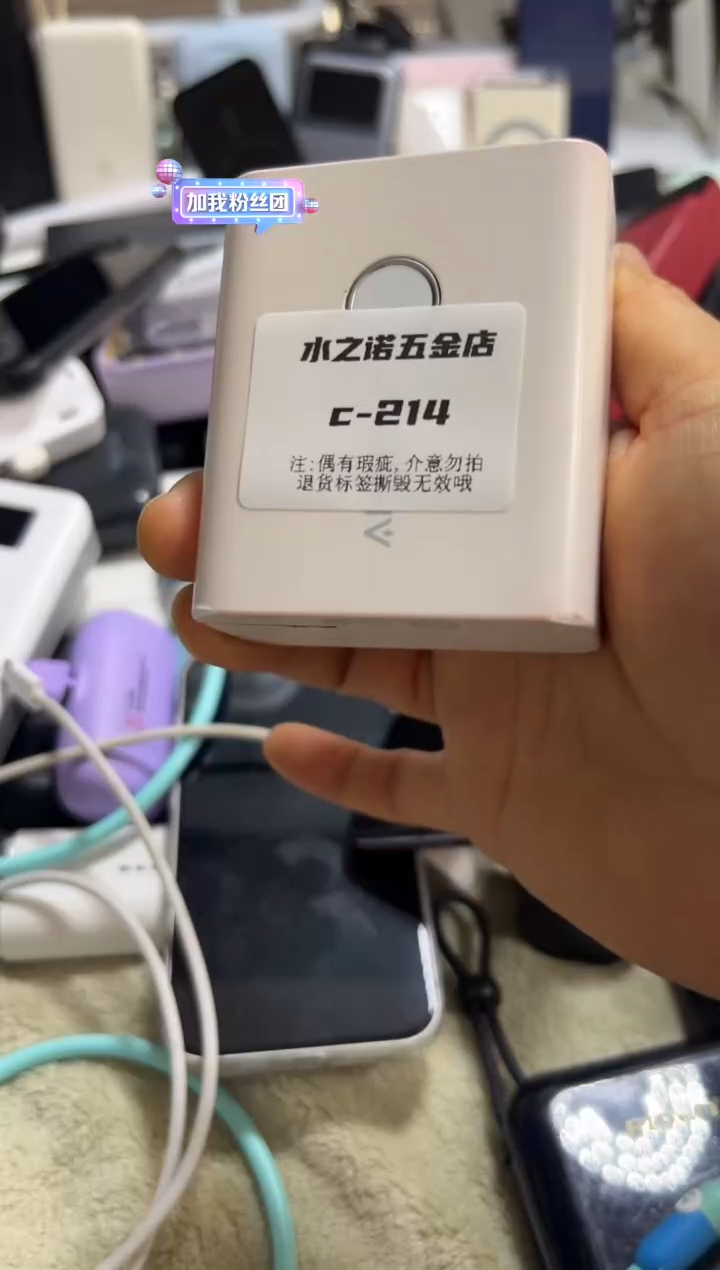 加我粉丝团
水之诺五金店
c-214
注:偶有瑕疵,介意勿拍
退货标签撕毁无效哦